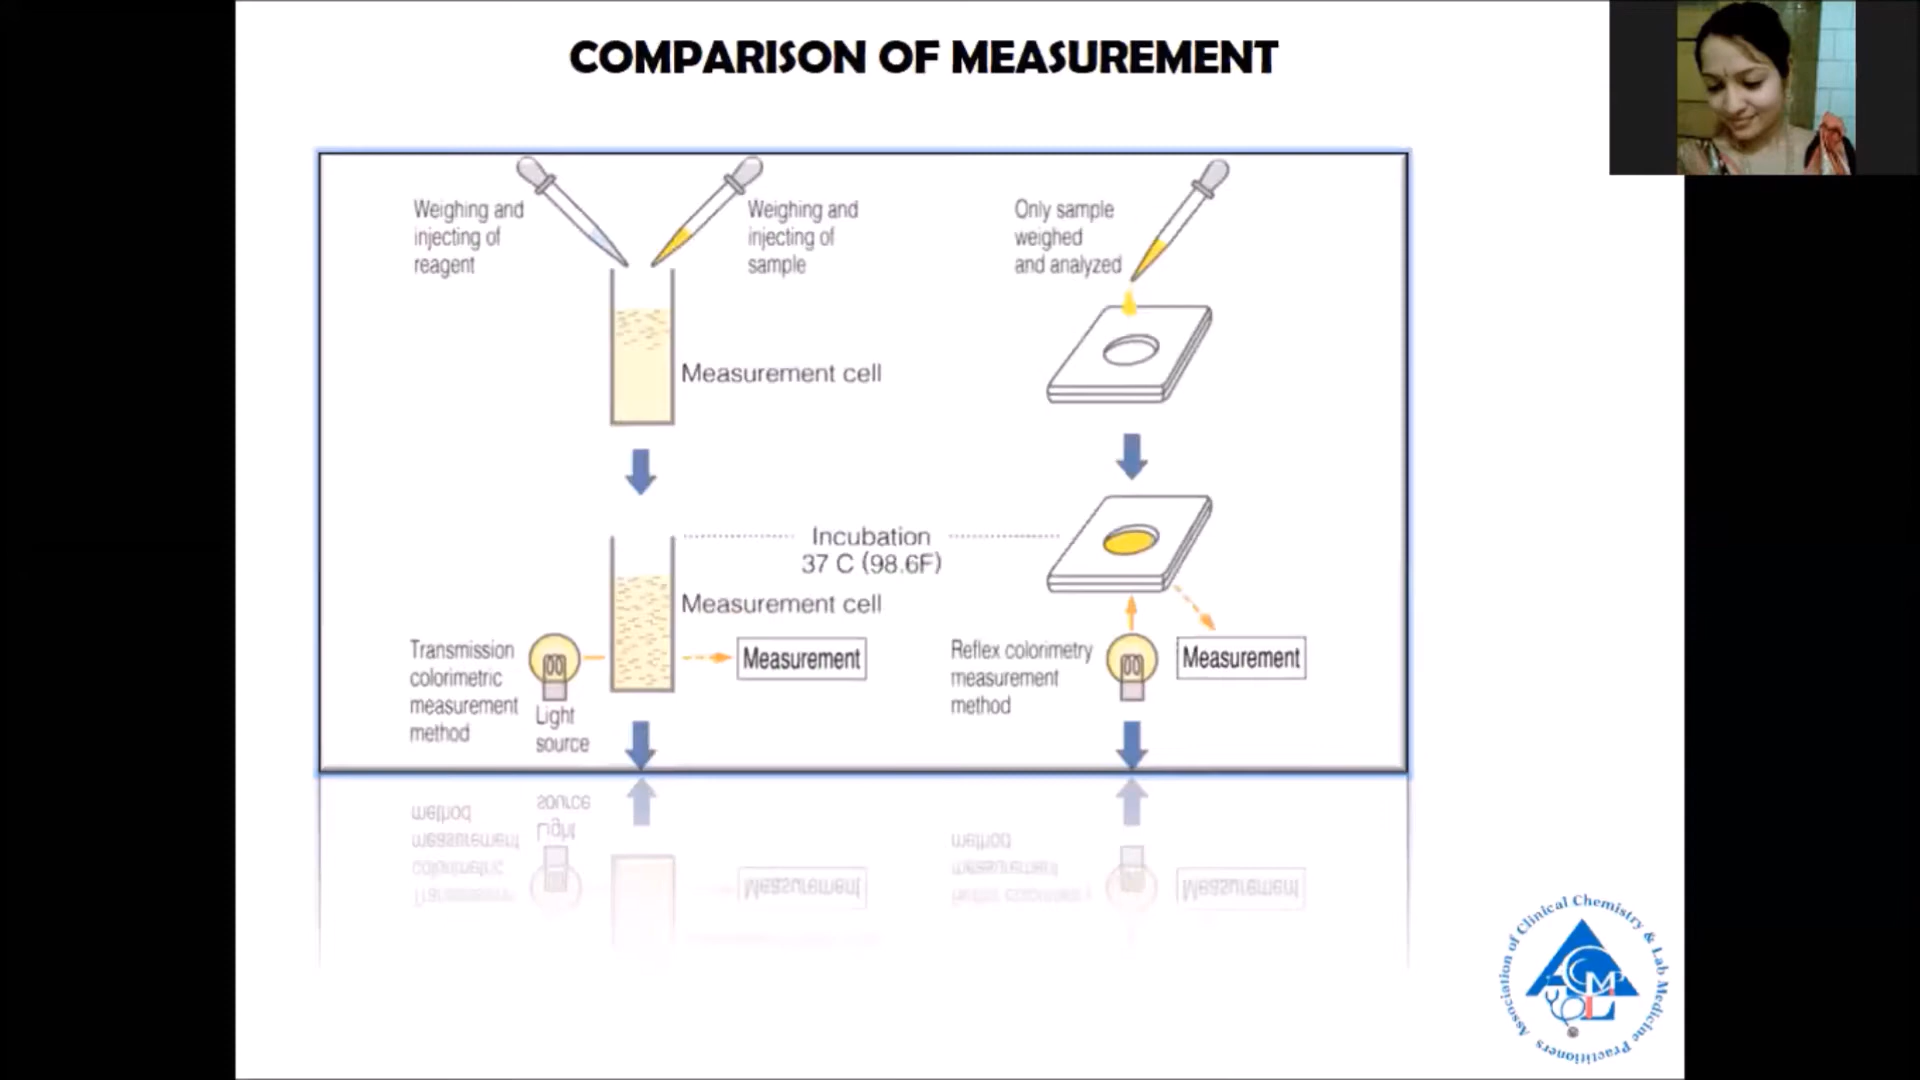 COMPARISON OF MEASUREMENT
Weighing and
injecting of
reagent
Weighing and
injecting of
sample
Only sample
weighed
and analyzed
Measurement cell
Incubation
37 C (98.6F)
Measurement cell
Transmission
colorimetric
measurement
method
Light
source
Measurement
Reflex colorimetry
measurement
method
Measurement
Association of Clinical Chemistry & Lab Medicine Practitioners